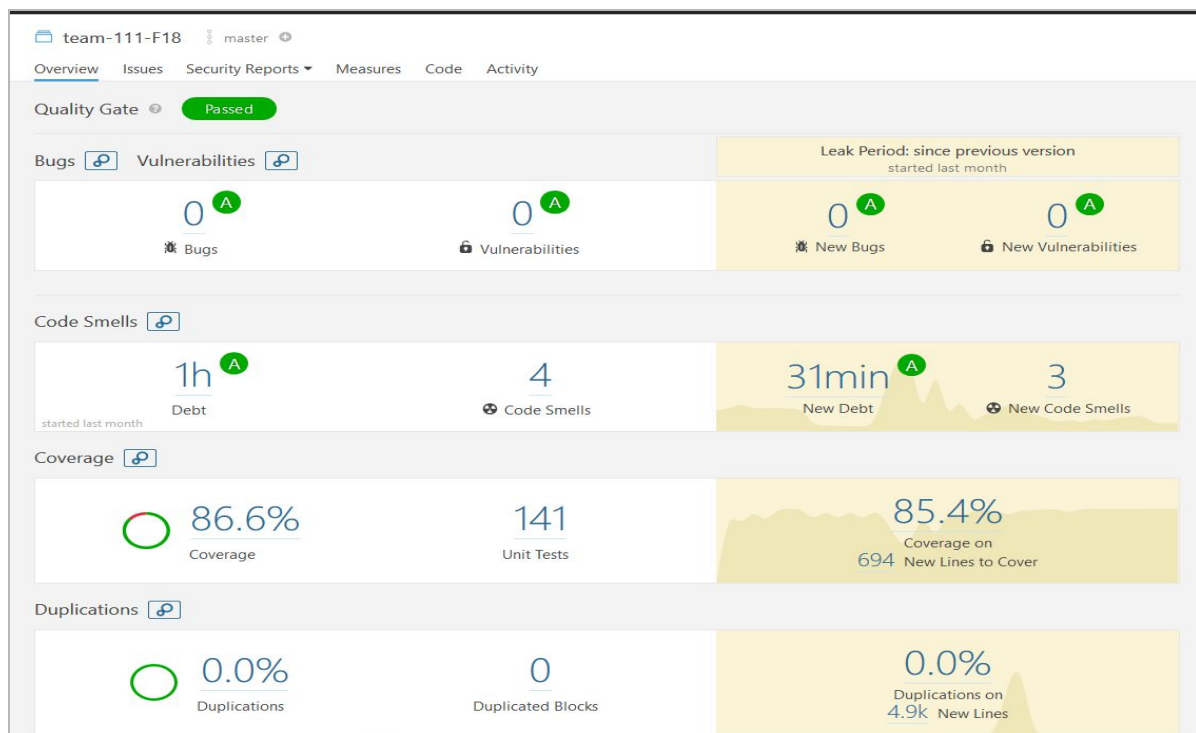 team-111-F18 master
Overview Issues Security Reports Measures Code Activity
Quality Gate Passed
Bugs Vulnerabilities
Leak Period: since previous version
started last month
0 A
Bugs
0 A
Vulnerabilities
0 A
New Bugs
0 A
New Vulnerabilities
Code Smells
1h A
Debt
started last month
4
Code Smells
31min A
New Debt
3
New Code Smells
Coverage
86.6%
Coverage
141
Unit Tests
85.4%
Coverage on
694 New Lines to Cover
Duplications
0.0%
Duplications
0
Duplicated Blocks
0.0%
Duplications on
4.9k New Lines